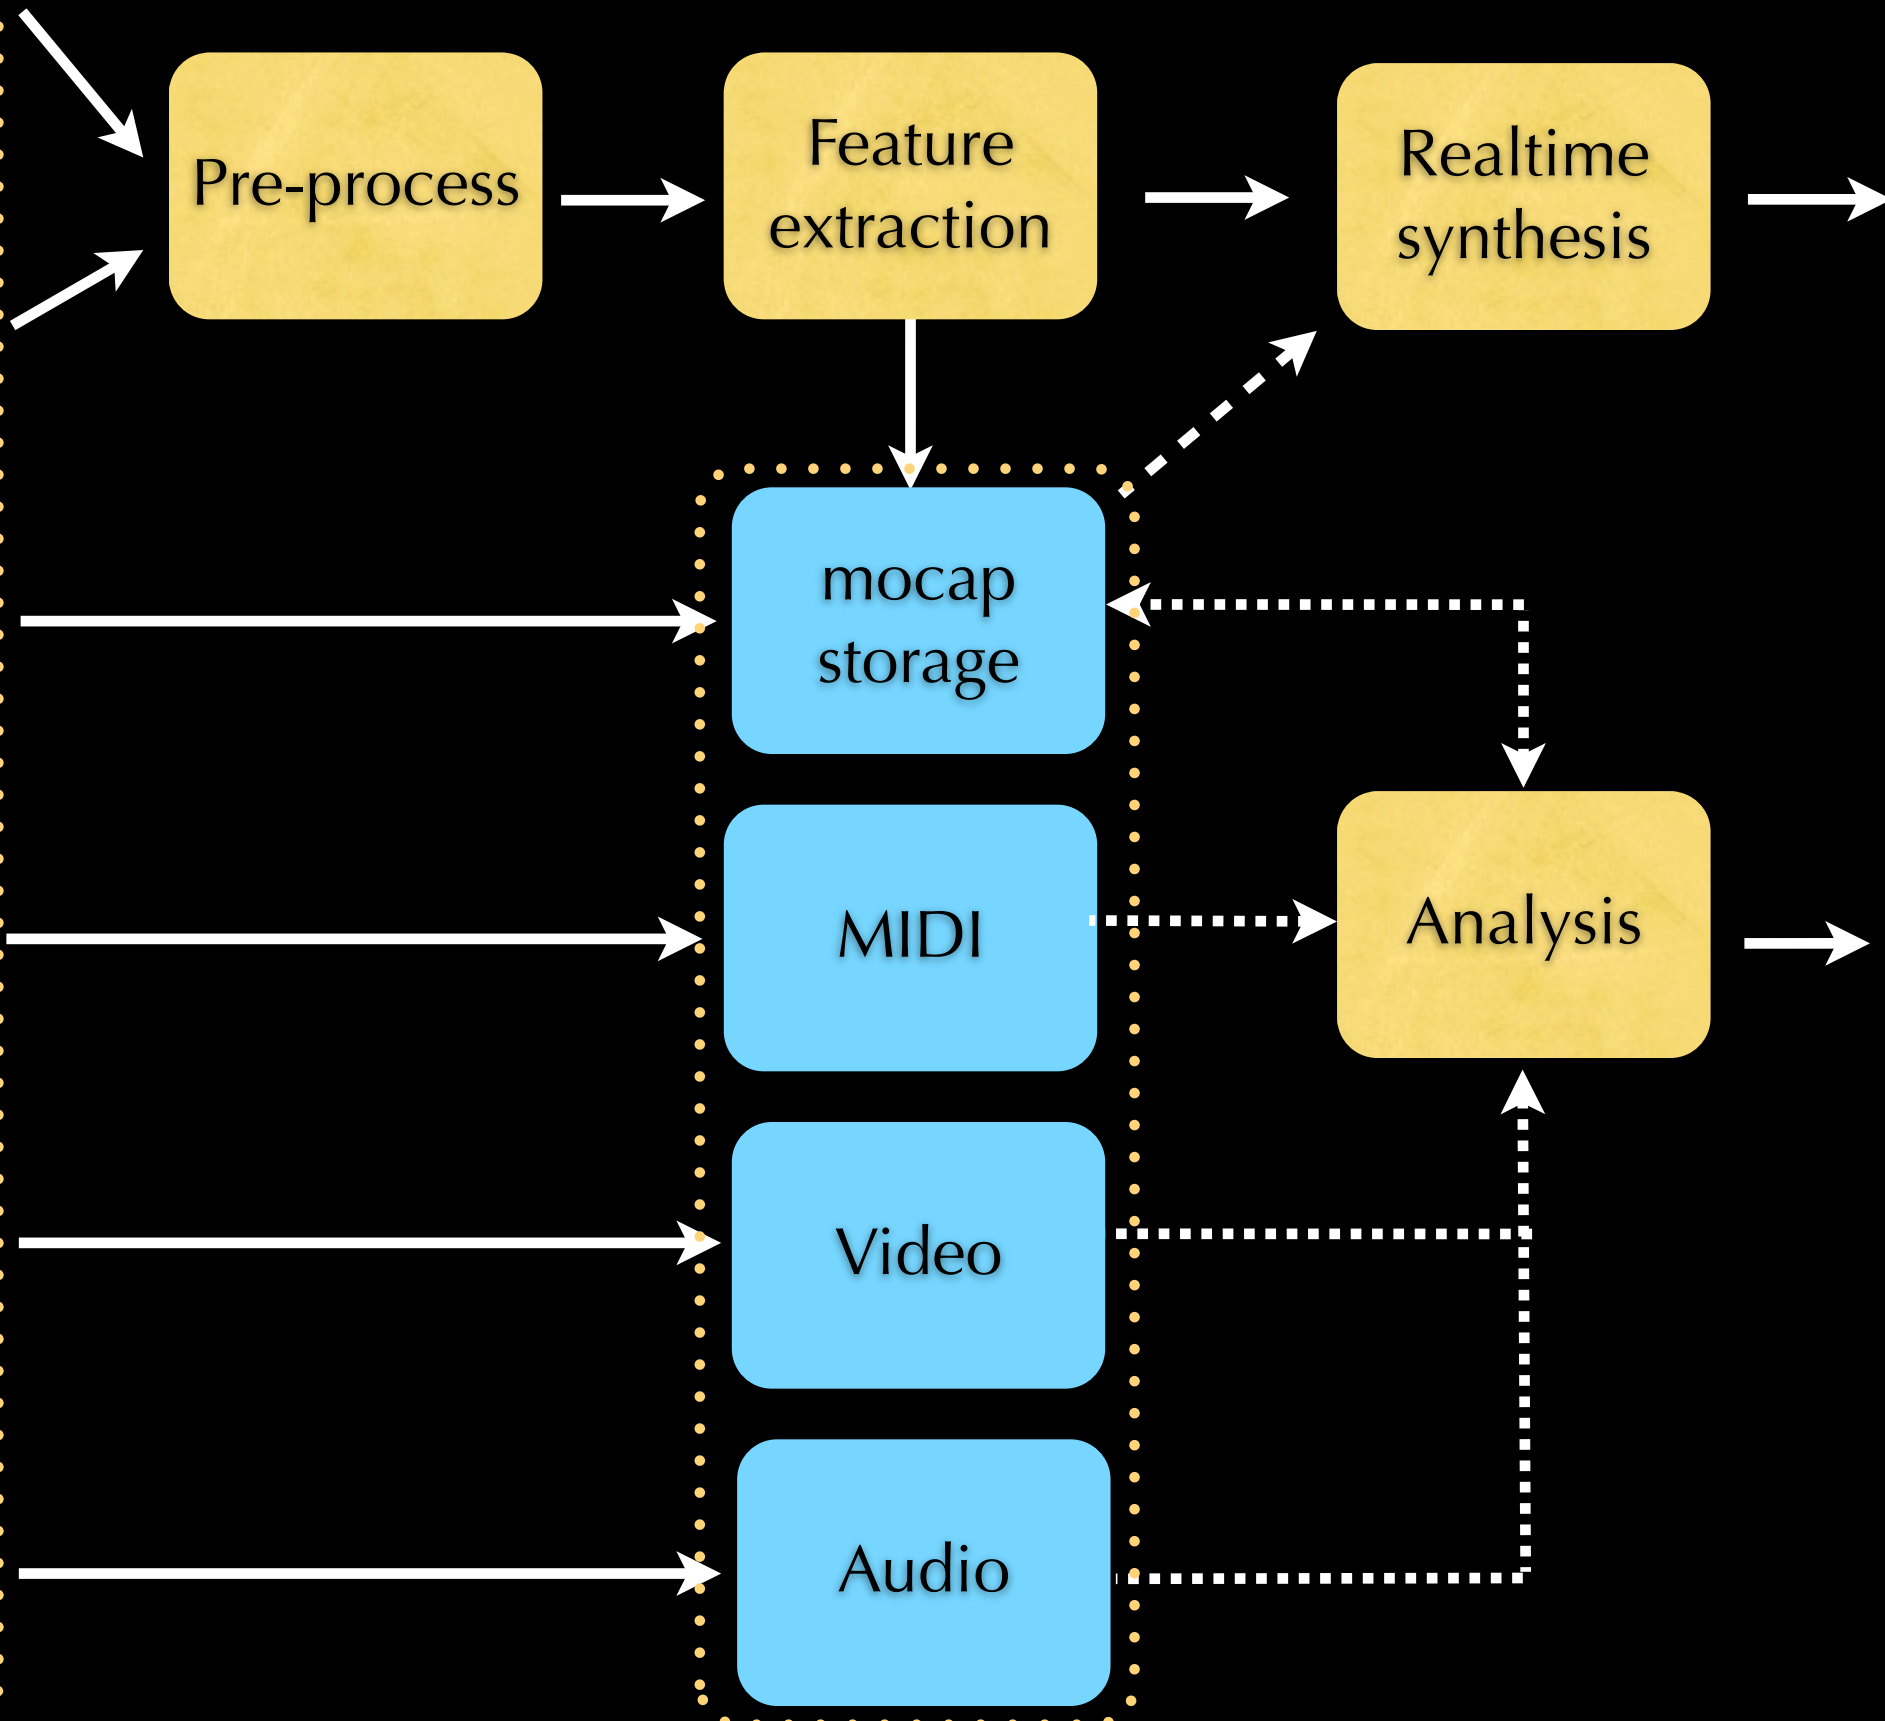 Pre-process
Feature
extraction
Realtime
synthesis
mocap
storage
MIDI
Analysis
Video
Audio